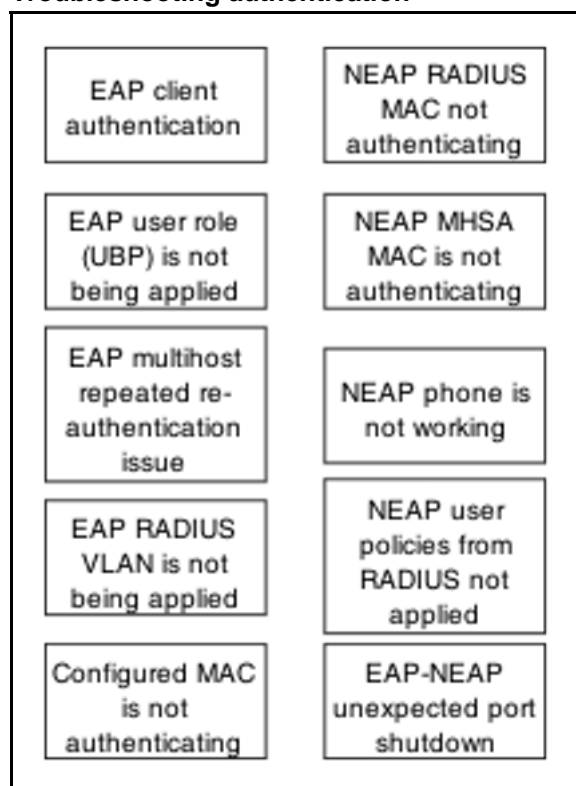 Troubleshooting authentication
EAP client
authentication
NEAP RADIUS
MAC not
authenticating
EAP user role
(UBP) is not
being applied
NEAP MHSA
MAC is not
authenticating
EAP multihost
repeated re-
authentication
issue
NEAP phone is
not working
EAP RADIUS
VLAN is not
being applied
NEAP user
policies from
RADIUS not
applied
Configured MAC
is not
authenticating
EAP-NEAP
unexpected port
shutdown